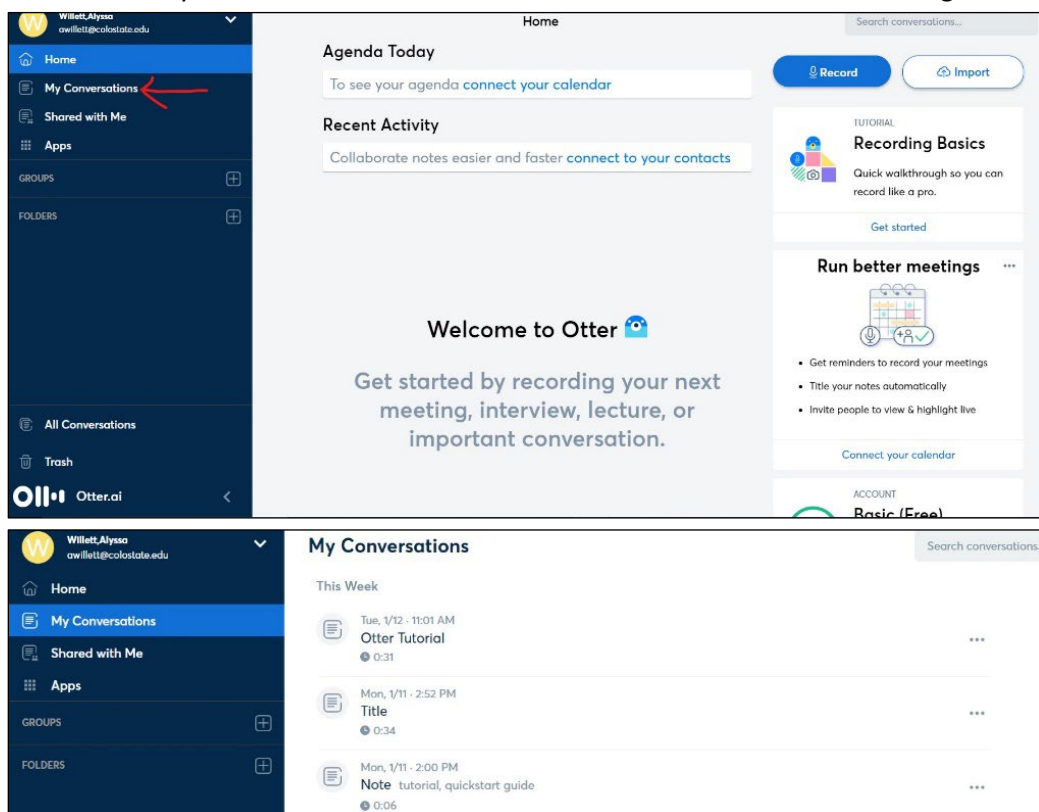 Willett,Alyssa
awillett@colostate.edu
Home
My Conversations
Shared with Me
Apps
GROUPS
FOLDERS
All Conversations
Trash
Otter.ai
Home
Search conversations...
Agenda Today
To see your agenda connect your calendar
Recent Activity
Collaborate notes easier and faster connect to your contacts
Welcome to Otter
Get started by recording your next
meeting, interview, lecture, or
important conversation.
Record
Import
TUTORIAL
Recording Basics
Quick walkthrough so you can
record like a pro.
Get started
Run better meetings
• Get reminders to record your meetings
• Title your notes automatically
• Invite people to view & highlight live
Connect your calendar
ACCOUNT
Basic (Free)
W
Willett,Alyssa
awillett@colostate.edu
Home
My Conversations
Shared with Me
Apps
GROUPS
FOLDERS
My Conversations
Search conversations
This Week
Tue, 1/12 · 11:01 AM
Otter Tutorial
0:31
Mon, 1/11 · 2:52 PM
Title
0:34
Mon, 1/11 · 2:00 PM
Note tutorial, quickstart guide
0:06